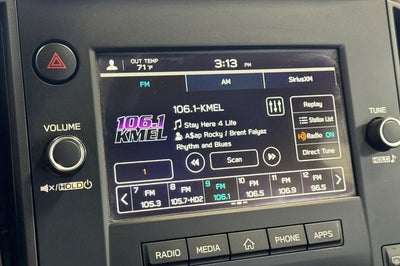 OUT TEMP
71 °F
3:13 PM
FM
AM
SiriusXM
106.1-KMEL
106.1
KMEL
Stay Here 4 Life
A$ap Rocky / Brent Faiyaz
Rhythm and Blues
Replay
Station List
HD Radio ON
Direct Tune
1
Scan
7 FM 105.3
8 FM 105.7-HD2
9 FM 106.1
10 FM 106.5
11 FM 102.9
12 FM 96.5
VOLUME
HOLD
TUNE
HOLD
RADIO
MEDIA
PHONE
APPS